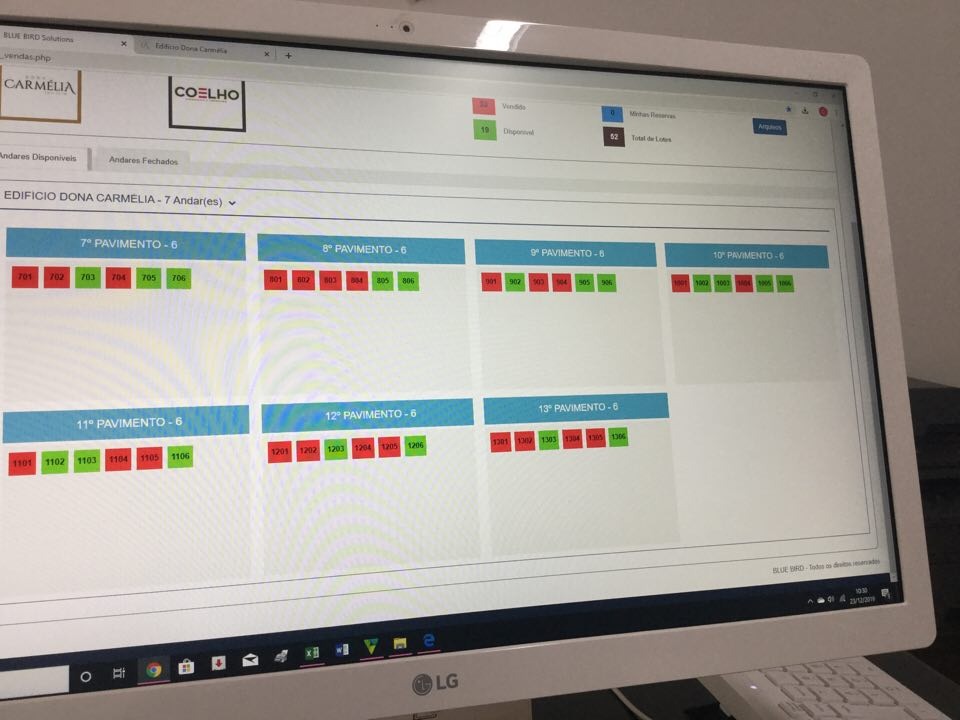 BLUE BIRD Solutions
Edifício Dona Carmélia
_vendas.php
CARMÉLIA
COELHO
Vendido
19 Disponível
0 Minhas Reservas
52 Total de Lotes
Arquivos
Andares Disponíveis
Andares Fechados
EDIFICIO DONA CARMÉLIA - 7 Andar(es)
7º PAVIMENTO - 6
701 702 703 704 705 706
8º PAVIMENTO - 6
801 802 803 804 805 806
9º PAVIMENTO - 6
901 902 903 904 905 906
10º PAVIMENTO - 6
1001 1002 1003 1004 1005 1006
11º PAVIMENTO - 6
1101 1102 1103 1104 1105 1106
12º PAVIMENTO - 6
1201 1202 1203 1204 1205 1206
13º PAVIMENTO - 6
1301 1302 1303 1304 1305 1306
BLUE BIRD - Todos os direitos reservados
10:30
23/12/2019
LG